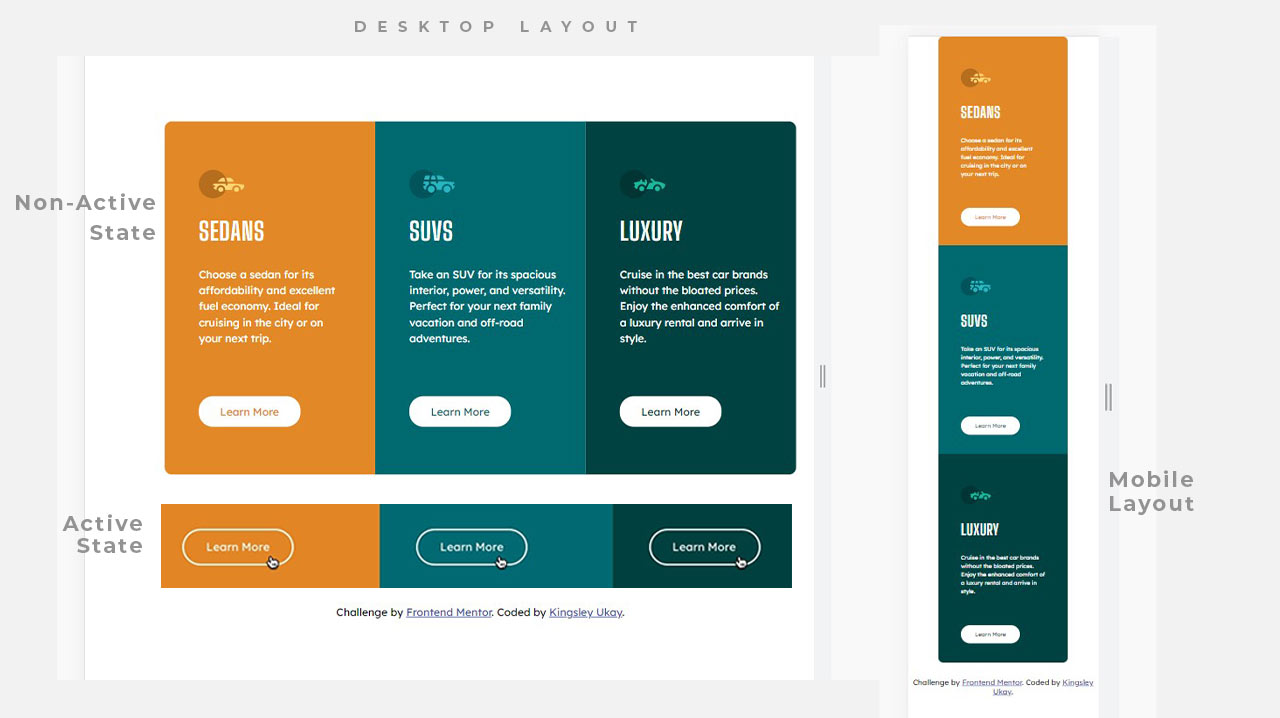 DESKTOP LAYOUT
Non-Active
State
SEDANS
Choose a sedan for its
affordability and excellent
fuel economy. Ideal for
cruising in the city or on
your next trip.
Learn More
SUVS
Take an SUV for its spacious
interior, power, and versatility.
Perfect for your next family
vacation and off-road
adventures.
Learn More
LUXURY
Cruise in the best car brands
without the bloated prices.
Enjoy the enhanced comfort of
a luxury rental and arrive in
style.
Learn More
Active
State
Learn More
Learn More
Learn More
Challenge by Frontend Mentor. Coded by Kingsley Ukay.
SEDANS
Choose a sedan for its
affordability and excellent
fuel economy. Ideal for
cruising in the city or on
your next trip.
Learn More
SUVS
Take an SUV for its spacious
interior, power, and versatility.
Perfect for your next family
vacation and off-road
adventures.
Learn More
LUXURY
Cruise in the best car brands
without the bloated prices.
Enjoy the enhanced comfort of
a luxury rental and arrive in
style.
Learn More
Challenge by Frontend Mentor. Coded by Kingsley
Ukay.
Mobile
Layout